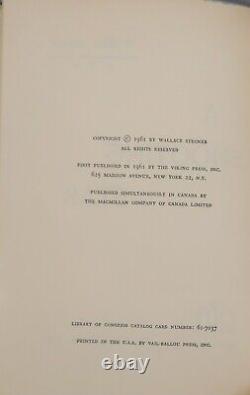 COPYRIGHT © 1961 BY WALLACE STEGNER
ALL RIGHTS RESERVED
FIRST PUBLISHED IN 1961 BY THE VIKING PRESS, INC.
625 MADISON AVENUE, NEW YORK 22, N.Y.
PUBLISHED SIMULTANEOUSLY IN CANADA BY
THE MACMILLAN COMPANY OF CANADA LIMITED
LIBRARY OF CONGRESS CATALOG CARD NUMBER: 61-7037
PRINTED IN THE U.S.A. BY VAIL-BALLOU PRESS, INC.